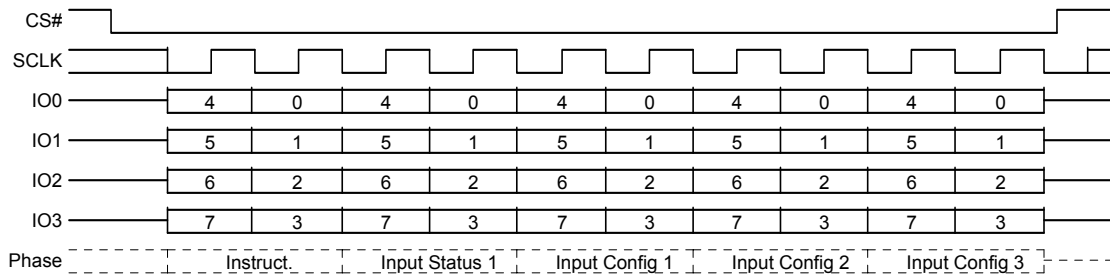 CS#
SCLK
IO0 4 0 4 0 4 0 4 0 4 0
IO1 5 1 5 1 5 1 5 1 5 1
IO2 6 2 6 2 6 2 6 2 6 2
IO3 7 3 7 3 7 3 7 3 7 3
Phase Instruct. Input Status 1 Input Config 1 Input Config 2 Input Config 3